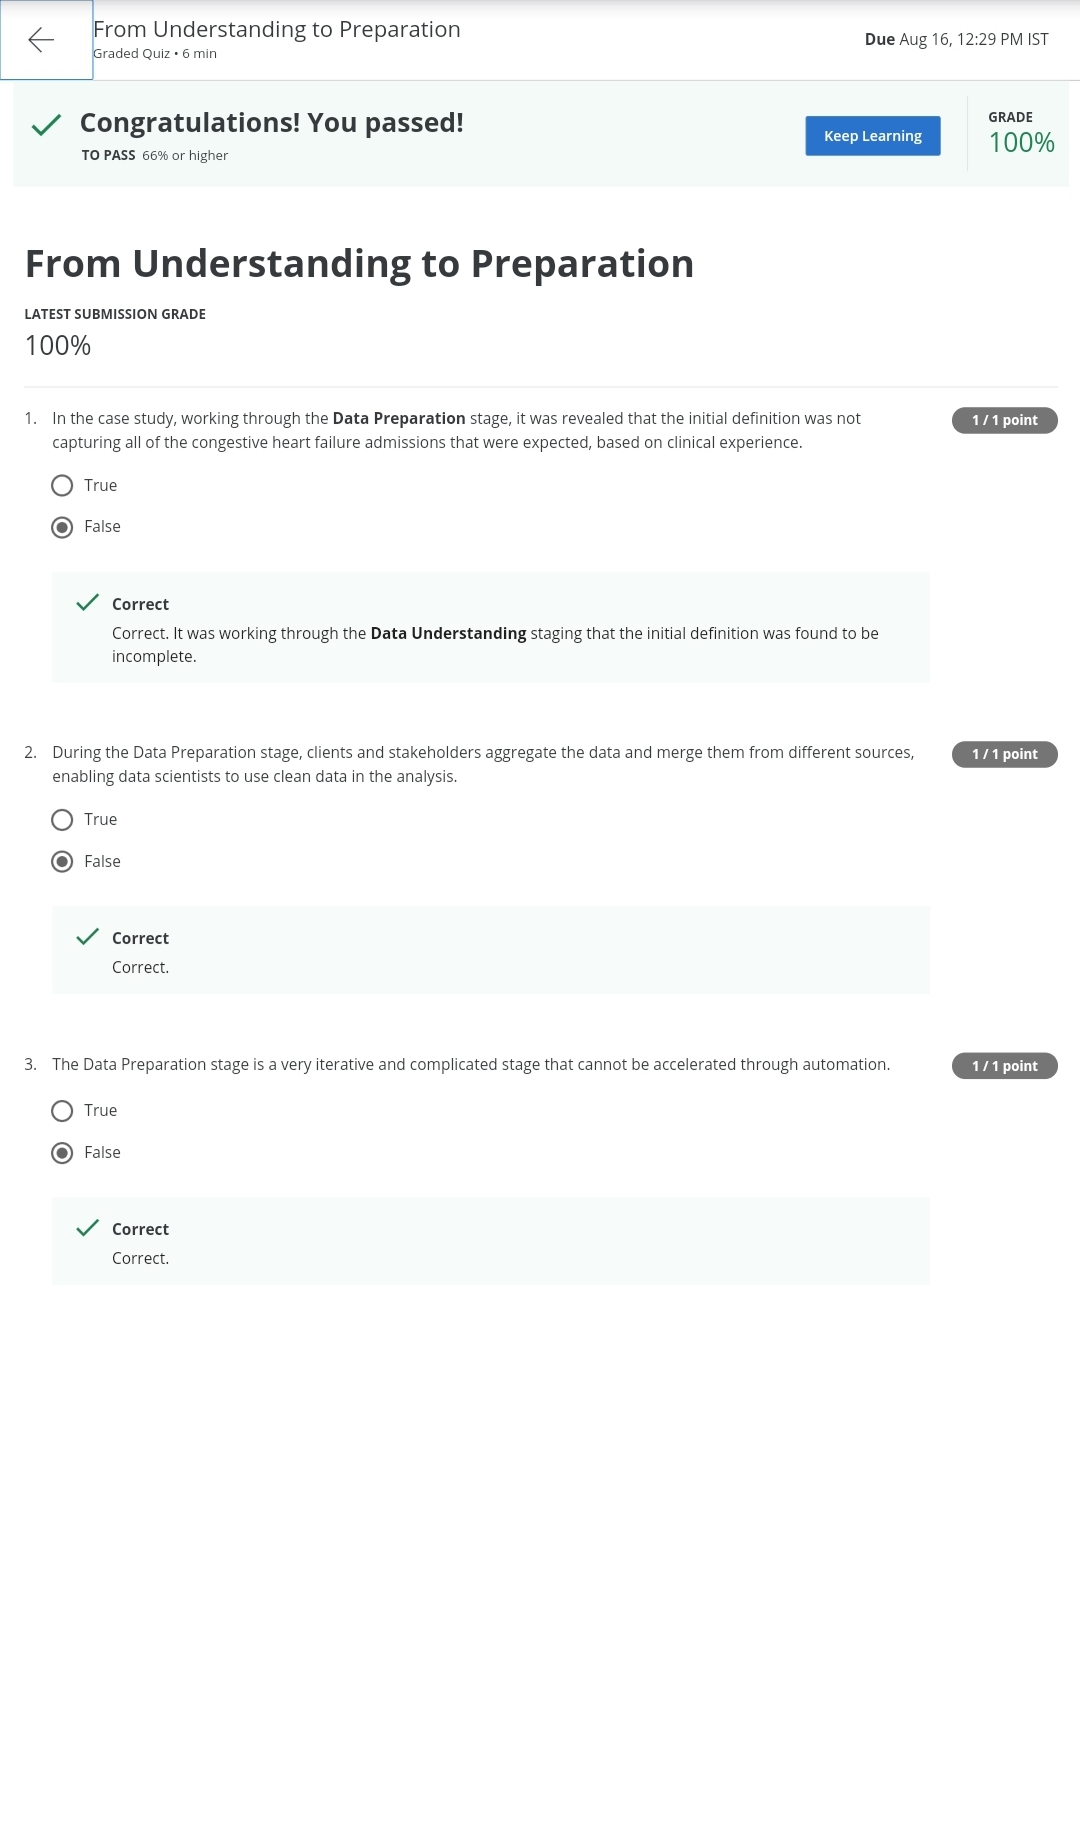 From Understanding to Preparation
Graded Quiz • 6 min
Due Aug 16, 12:29 PM IST
Congratulations! You passed!
TO PASS 66% or higher
Keep Learning
GRADE
100%
From Understanding to Preparation
LATEST SUBMISSION GRADE
100%
1. In the case study, working through the Data Preparation stage, it was revealed that the initial definition was not
capturing all of the congestive heart failure admissions that were expected, based on clinical experience.
1 / 1 point
True
False
Correct
Correct. It was working through the Data Understanding staging that the initial definition was found to be
incomplete.
2. During the Data Preparation stage, clients and stakeholders aggregate the data and merge them from different sources,
enabling data scientists to use clean data in the analysis.
1 / 1 point
True
False
Correct
Correct.
3. The Data Preparation stage is a very iterative and complicated stage that cannot be accelerated through automation.
1 / 1 point
True
False
Correct
Correct.